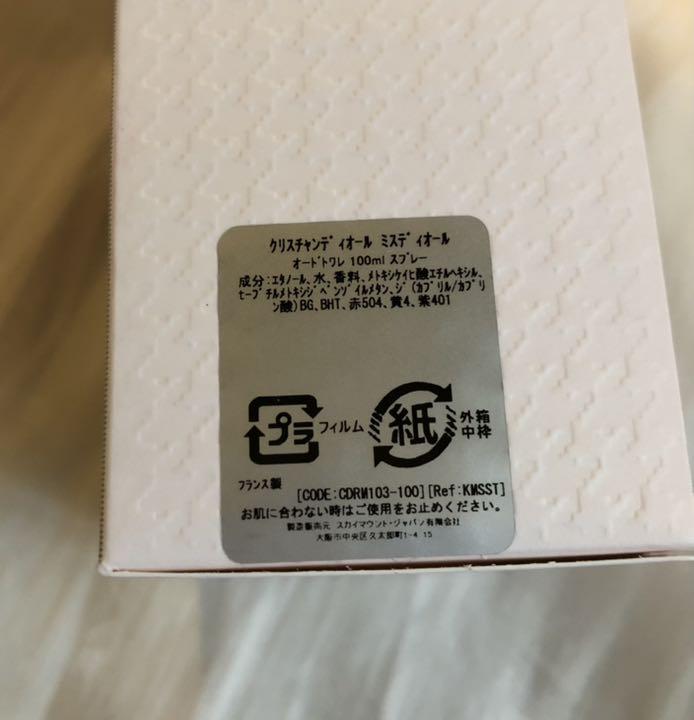 クリスチャンディオール ミスディオール
オードトワレ 100ml スプレー
成分:エタノール、水、香料、メトキシケイヒ酸エチルヘキシル、
t-ブチルメトキシジベンゾイルメタン、ジ(カプリル/カプリ
ン酸)BG、BHT、赤504、黄4、紫401
プラ フィルム 紙 外箱
中枠
フランス製
[CODE:CDRM103-100][Ref:KMSST]
お肌に合わない時はご使用をお止めください。
製造販売元 スカイマウント・ジャパン有限会社
大阪市中央区久太郎町1-4 15